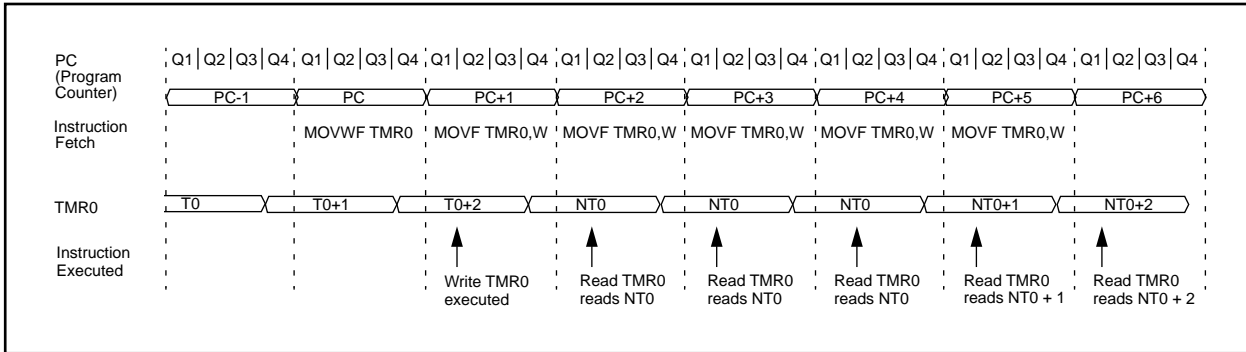 PC
(Program
Counter)
Q1 Q2 Q3 Q4 Q1 Q2 Q3 Q4 Q1 Q2 Q3 Q4 Q1 Q2 Q3 Q4 Q1 Q2 Q3 Q4 Q1 Q2 Q3 Q4 Q1 Q2 Q3 Q4 Q1 Q2 Q3 Q4
PC-1 PC PC+1 PC+2 PC+3 PC+4 PC+5 PC+6
Instruction
Fetch
MOVWF TMR0 MOVF TMR0,W MOVF TMR0,W MOVF TMR0,W MOVF TMR0,W MOVF TMR0,W
TMR0
T0 T0+1 T0+2 NT0 NT0 NT0 NT0+1 NT0+2
Instruction
Executed
Write TMR0
executed
Read TMR0
reads NT0
Read TMR0
reads NT0
Read TMR0
reads NT0
Read TMR0
reads NT0 + 1
Read TMR0
reads NT0 + 2